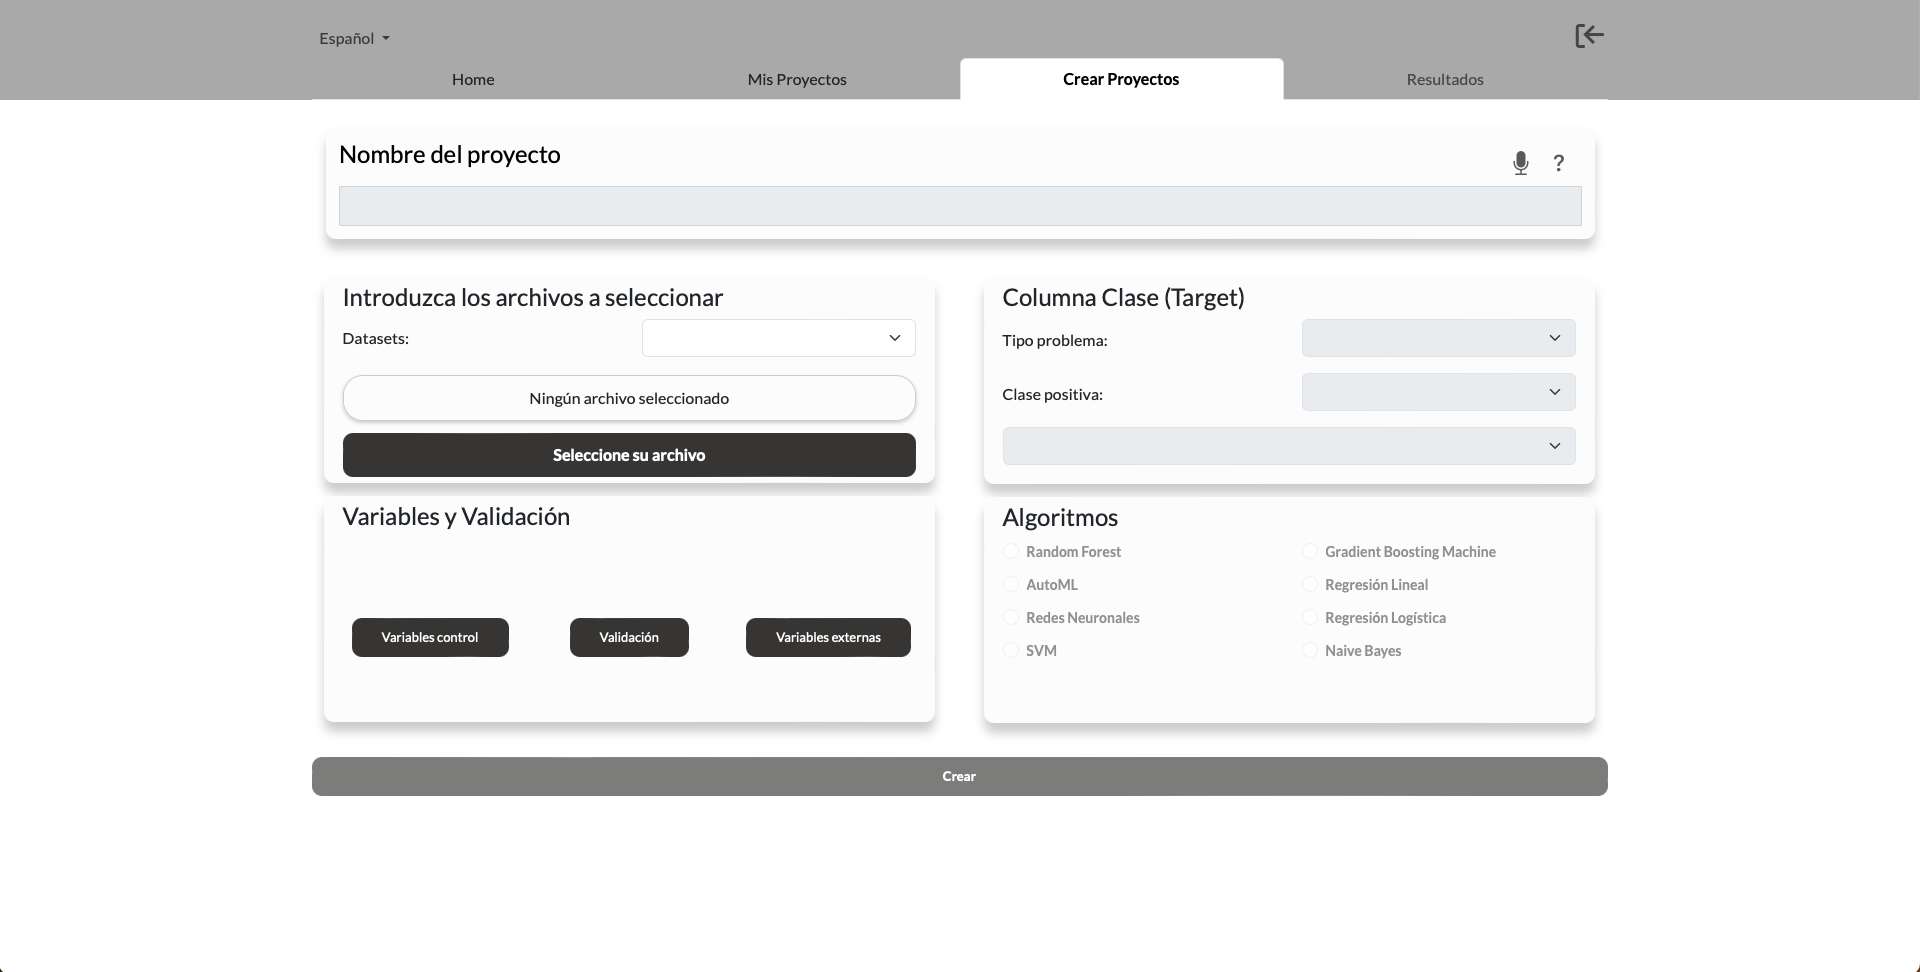 Español
Home
Mis Proyectos
Crear Proyectos
Resultados
Nombre del proyecto
?
Introduzca los archivos a seleccionar
Datasets:
Ningún archivo seleccionado
Seleccione su archivo
Columna Clase (Target)
Tipo problema:
Clase positiva:
Variables y Validación
Variables control
Validación
Variables externas
Algoritmos
Random Forest
Gradient Boosting Machine
AutoML
Regresión Lineal
Redes Neuronales
Regresión Logística
SVM
Naive Bayes
Crear